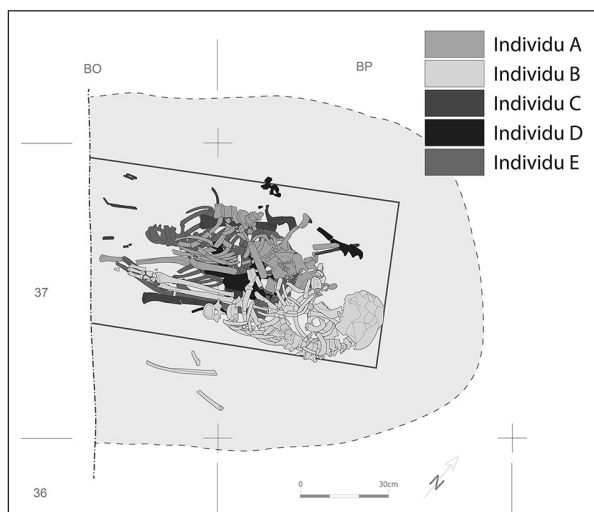 Individu A
Individu B
Individu C
Individu D
Individu E
BO
BP
37
36
0
30cm
N